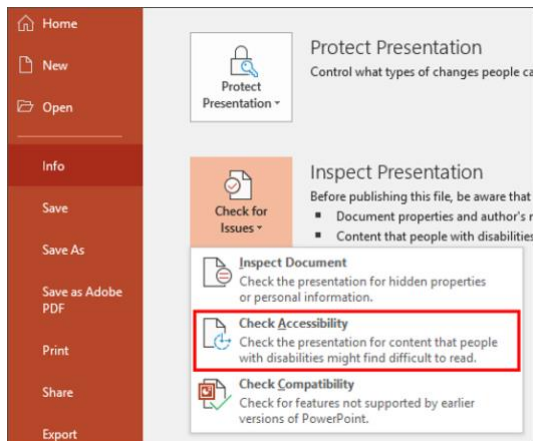 Home
New
Open
Info
Save
Save As
Save as Adobe
PDF
Print
Share
Export
Protect
Presentation
Protect Presentation
Control what types of changes people ca
Check for
Issues
Inspect Presentation
Before publishing this file, be aware that
Document properties and author's
Content that people with disabilities
Inspect Document
Check the presentation for hidden properties
or personal information.
Check Accessibility
Check the presentation for content that people
with disabilities might find difficult to read.
Check Compatibility
Check for features not supported by earlier
versions of PowerPoint.